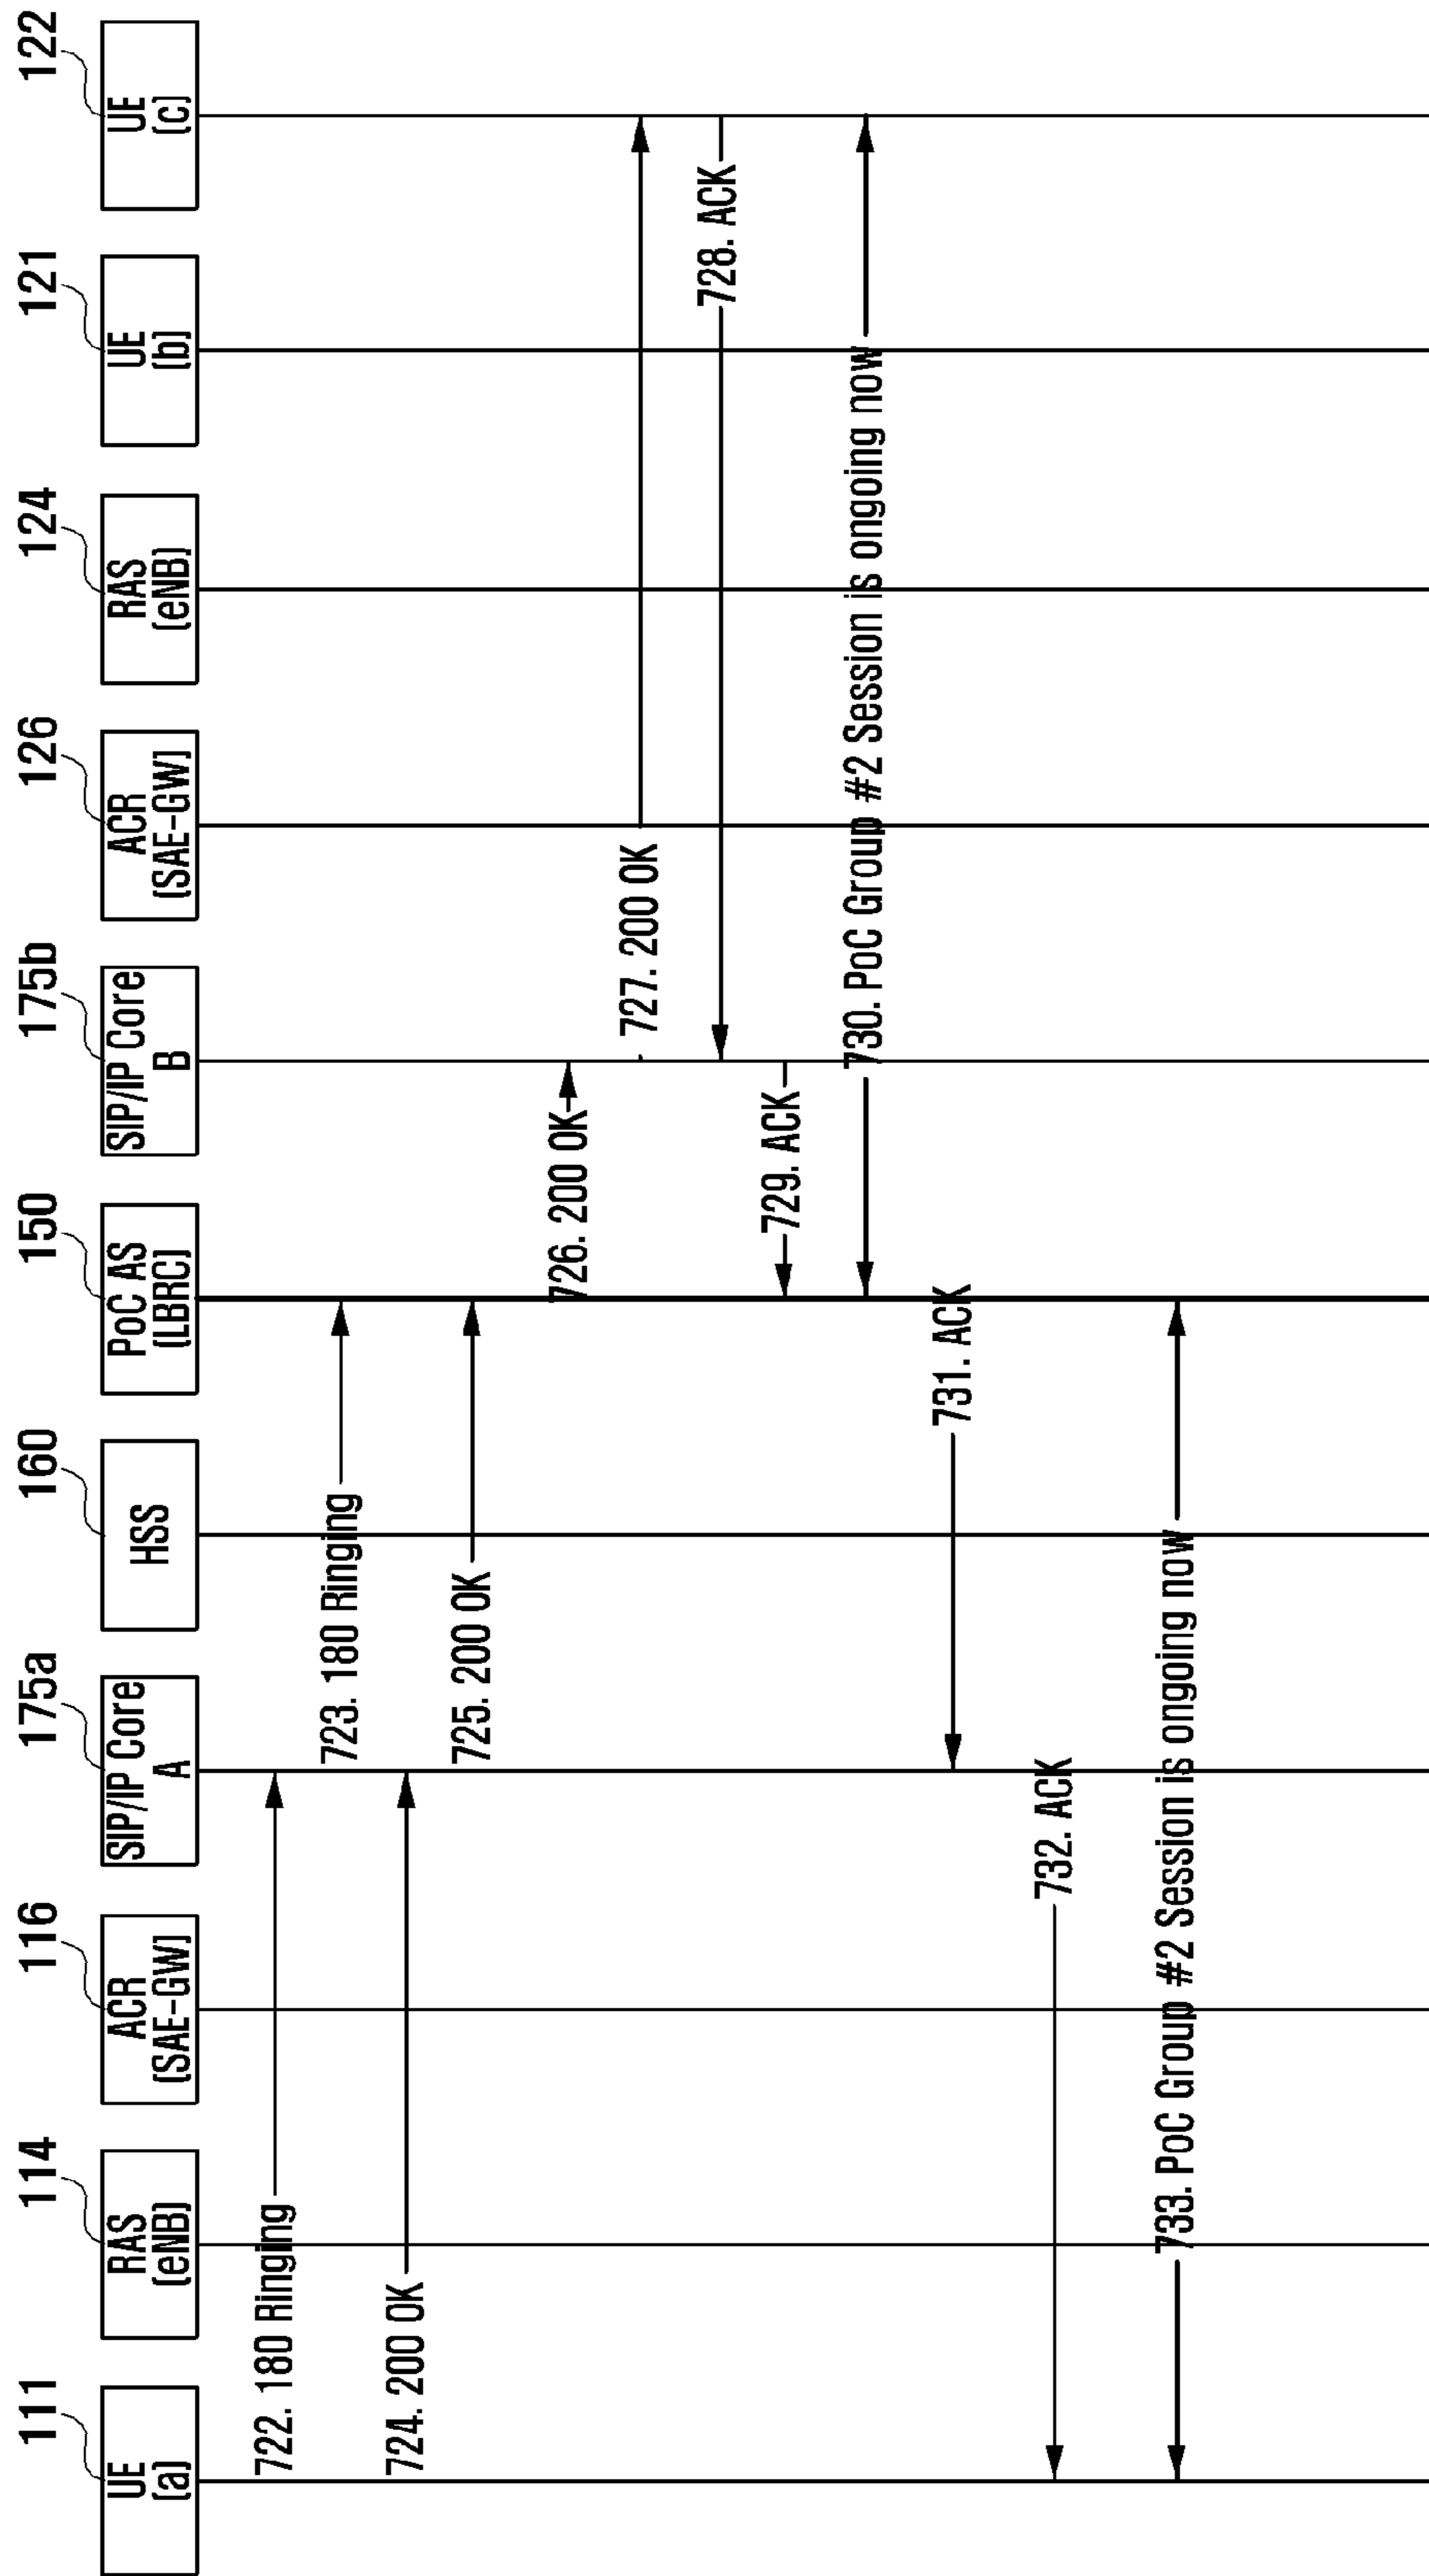 111
114
116
175a
160
150
175b
126
124
121
122
UE
(a)
RAS
(eNB)
ACR
(SAE-GW)
SIP/IP Core
A
HSS
PoC AS
(LBRC)
SIP/IP Core
B
ACR
(SAE-GW)
RAS
(eNB)
UE
(b)
UE
(c)
722. 180 Ringing
723. 180 Ringing
724. 200 OK
725. 200 OK
726. 200 OK
727. 200 OK
728. ACK
729. ACK
730. PoC Group #2 Session is ongoing now
731. ACK
732. ACK
733. PoC Group #2 Session is ongoing now